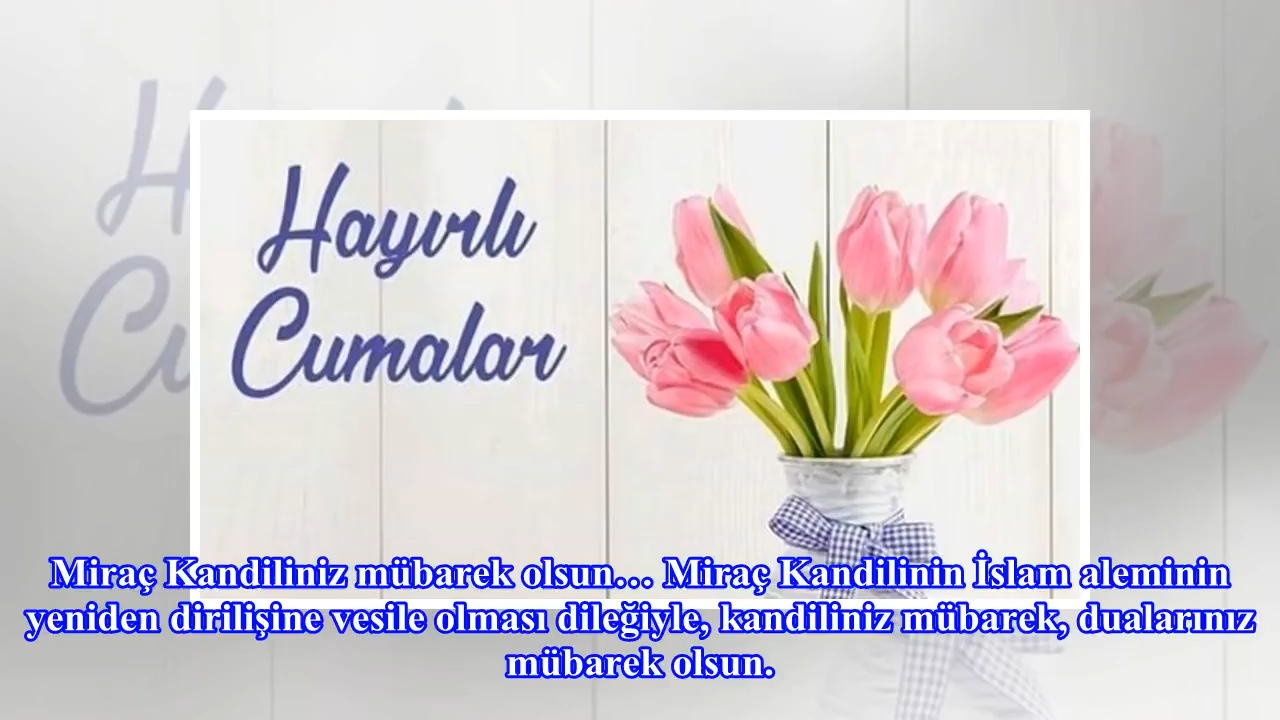 Hayırlı
Cumalar
Miraç Kandiliniz mübarek olsun… Miraç Kandilinin İslam aleminin
yeniden dirilişine vesile olması dileğiyle, kandiliniz mübarek, dualarınız
mübarek olsun.